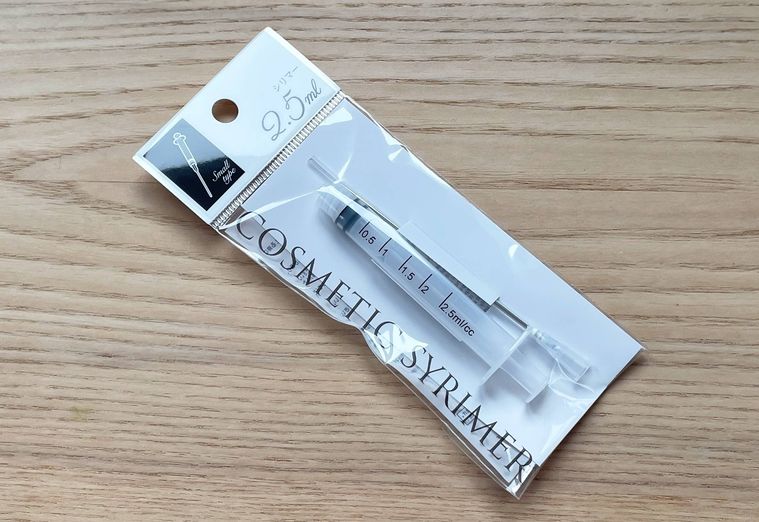 シリマー
2.5ml
Small
type
COSMETIC SYRIMER
0.5
1
1.5
2
2.5ml/cc